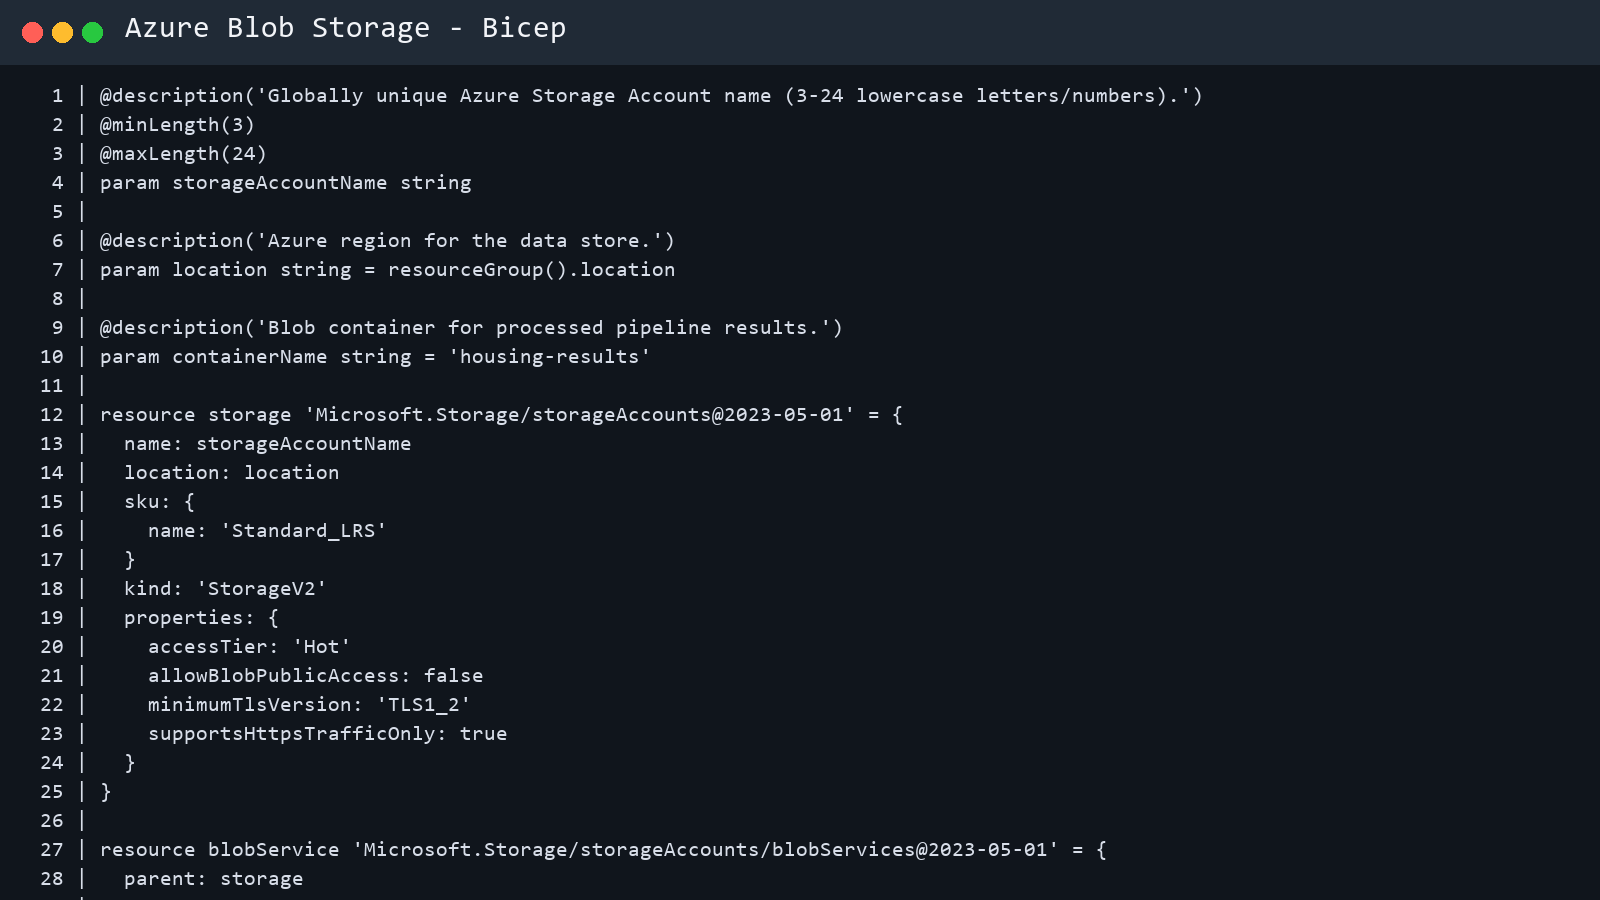 Azure Blob Storage - Bicep
1 | @description('Globally unique Azure Storage Account name (3-24 lowercase letters/numbers).')
2 | @minLength(3)
3 | @maxLength(24)
4 | param storageAccountName string
5 |
6 | @description('Azure region for the data store.')
7 | param location string = resourceGroup().location
8 |
9 | @description('Blob container for processed pipeline results.')
10 | param containerName string = 'housing-results'
11 |
12 | resource storage 'Microsoft.Storage/storageAccounts@2023-05-01' = {
13 |   name: storageAccountName
14 |   location: location
15 |   sku: {
16 |     name: 'Standard_LRS'
17 |   }
18 |   kind: 'StorageV2'
19 |   properties: {
20 |     accessTier: 'Hot'
21 |     allowBlobPublicAccess: false
22 |     minimumTlsVersion: 'TLS1_2'
23 |     supportsHttpsTrafficOnly: true
24 |   }
25 | }
26 |
27 | resource blobService 'Microsoft.Storage/storageAccounts/blobServices@2023-05-01' = {
28 |   parent: storage